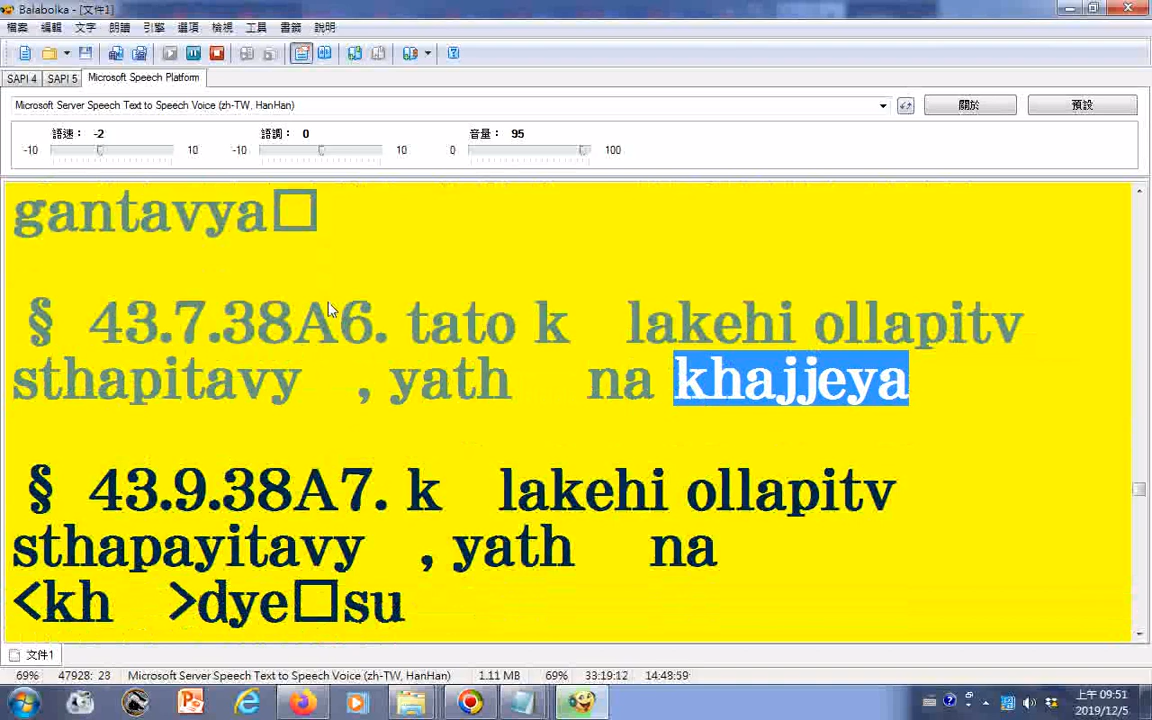 Balabolka - [文件1]
檔案 編輯 文字 朗讀 引擎 選項 檢視 工具 書籤 說明
SAPI 4 SAPI 5 Microsoft Speech Platform
Microsoft Server Speech Text to Speech Voice (zh-TW, HanHan) 關於 預設
語速： -2 語調： 0 音量： 95
-10 10 -10 10 0 100
gantavya□
§ 43.7.38A6. tato k lakehi ollapitv
sthapitavy , yath na khajjeya
§ 43.9.38A7. k lakehi ollapitv
sthapayitavy , yath na
<kh >dye□su
文件1
69% 47928: 23 Microsoft Server Speech Text to Speech Voice (zh-TW, HanHan) 1.11 MB 69% 33:19:12 14:48:59
上午 09:51
2019/12/5